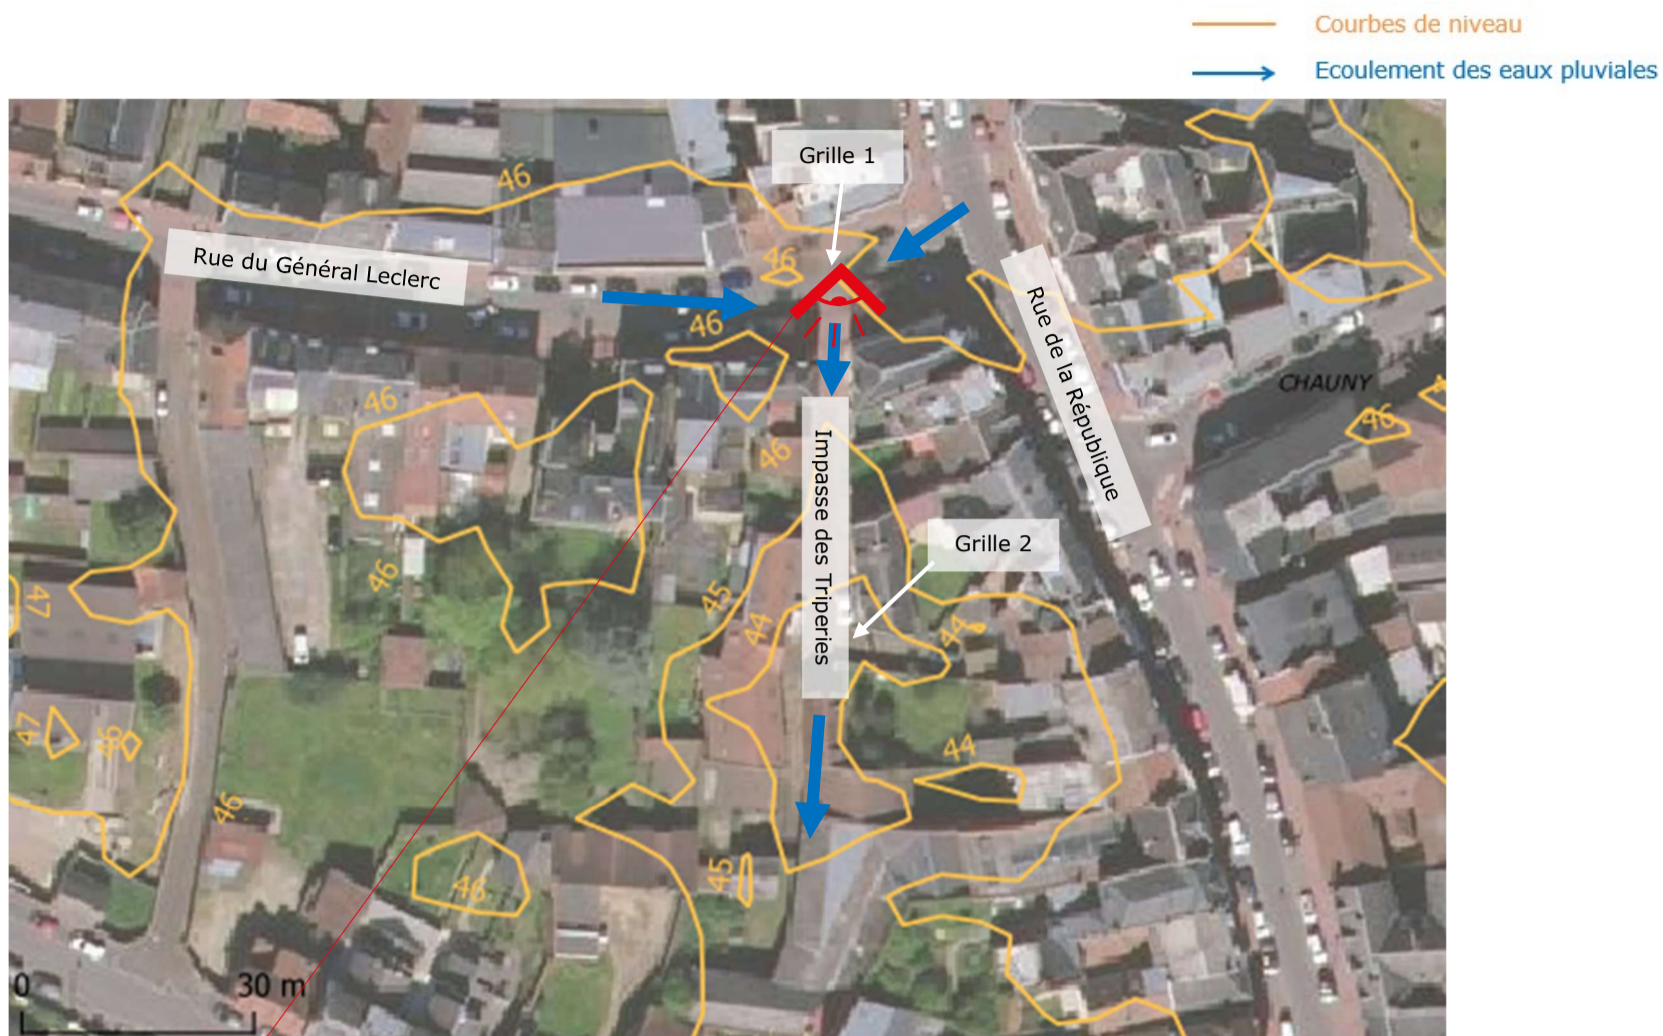 Courbes de niveau
Ecoulement des eaux pluviales
Grille 1
46
46
Rue du Général Leclerc
46
Rue de la République
CHAUNY
46
46
46
Impasse des Triperies
Grille 2
46
45
44
44
47
47
46
44
46
45
46
0 30 m